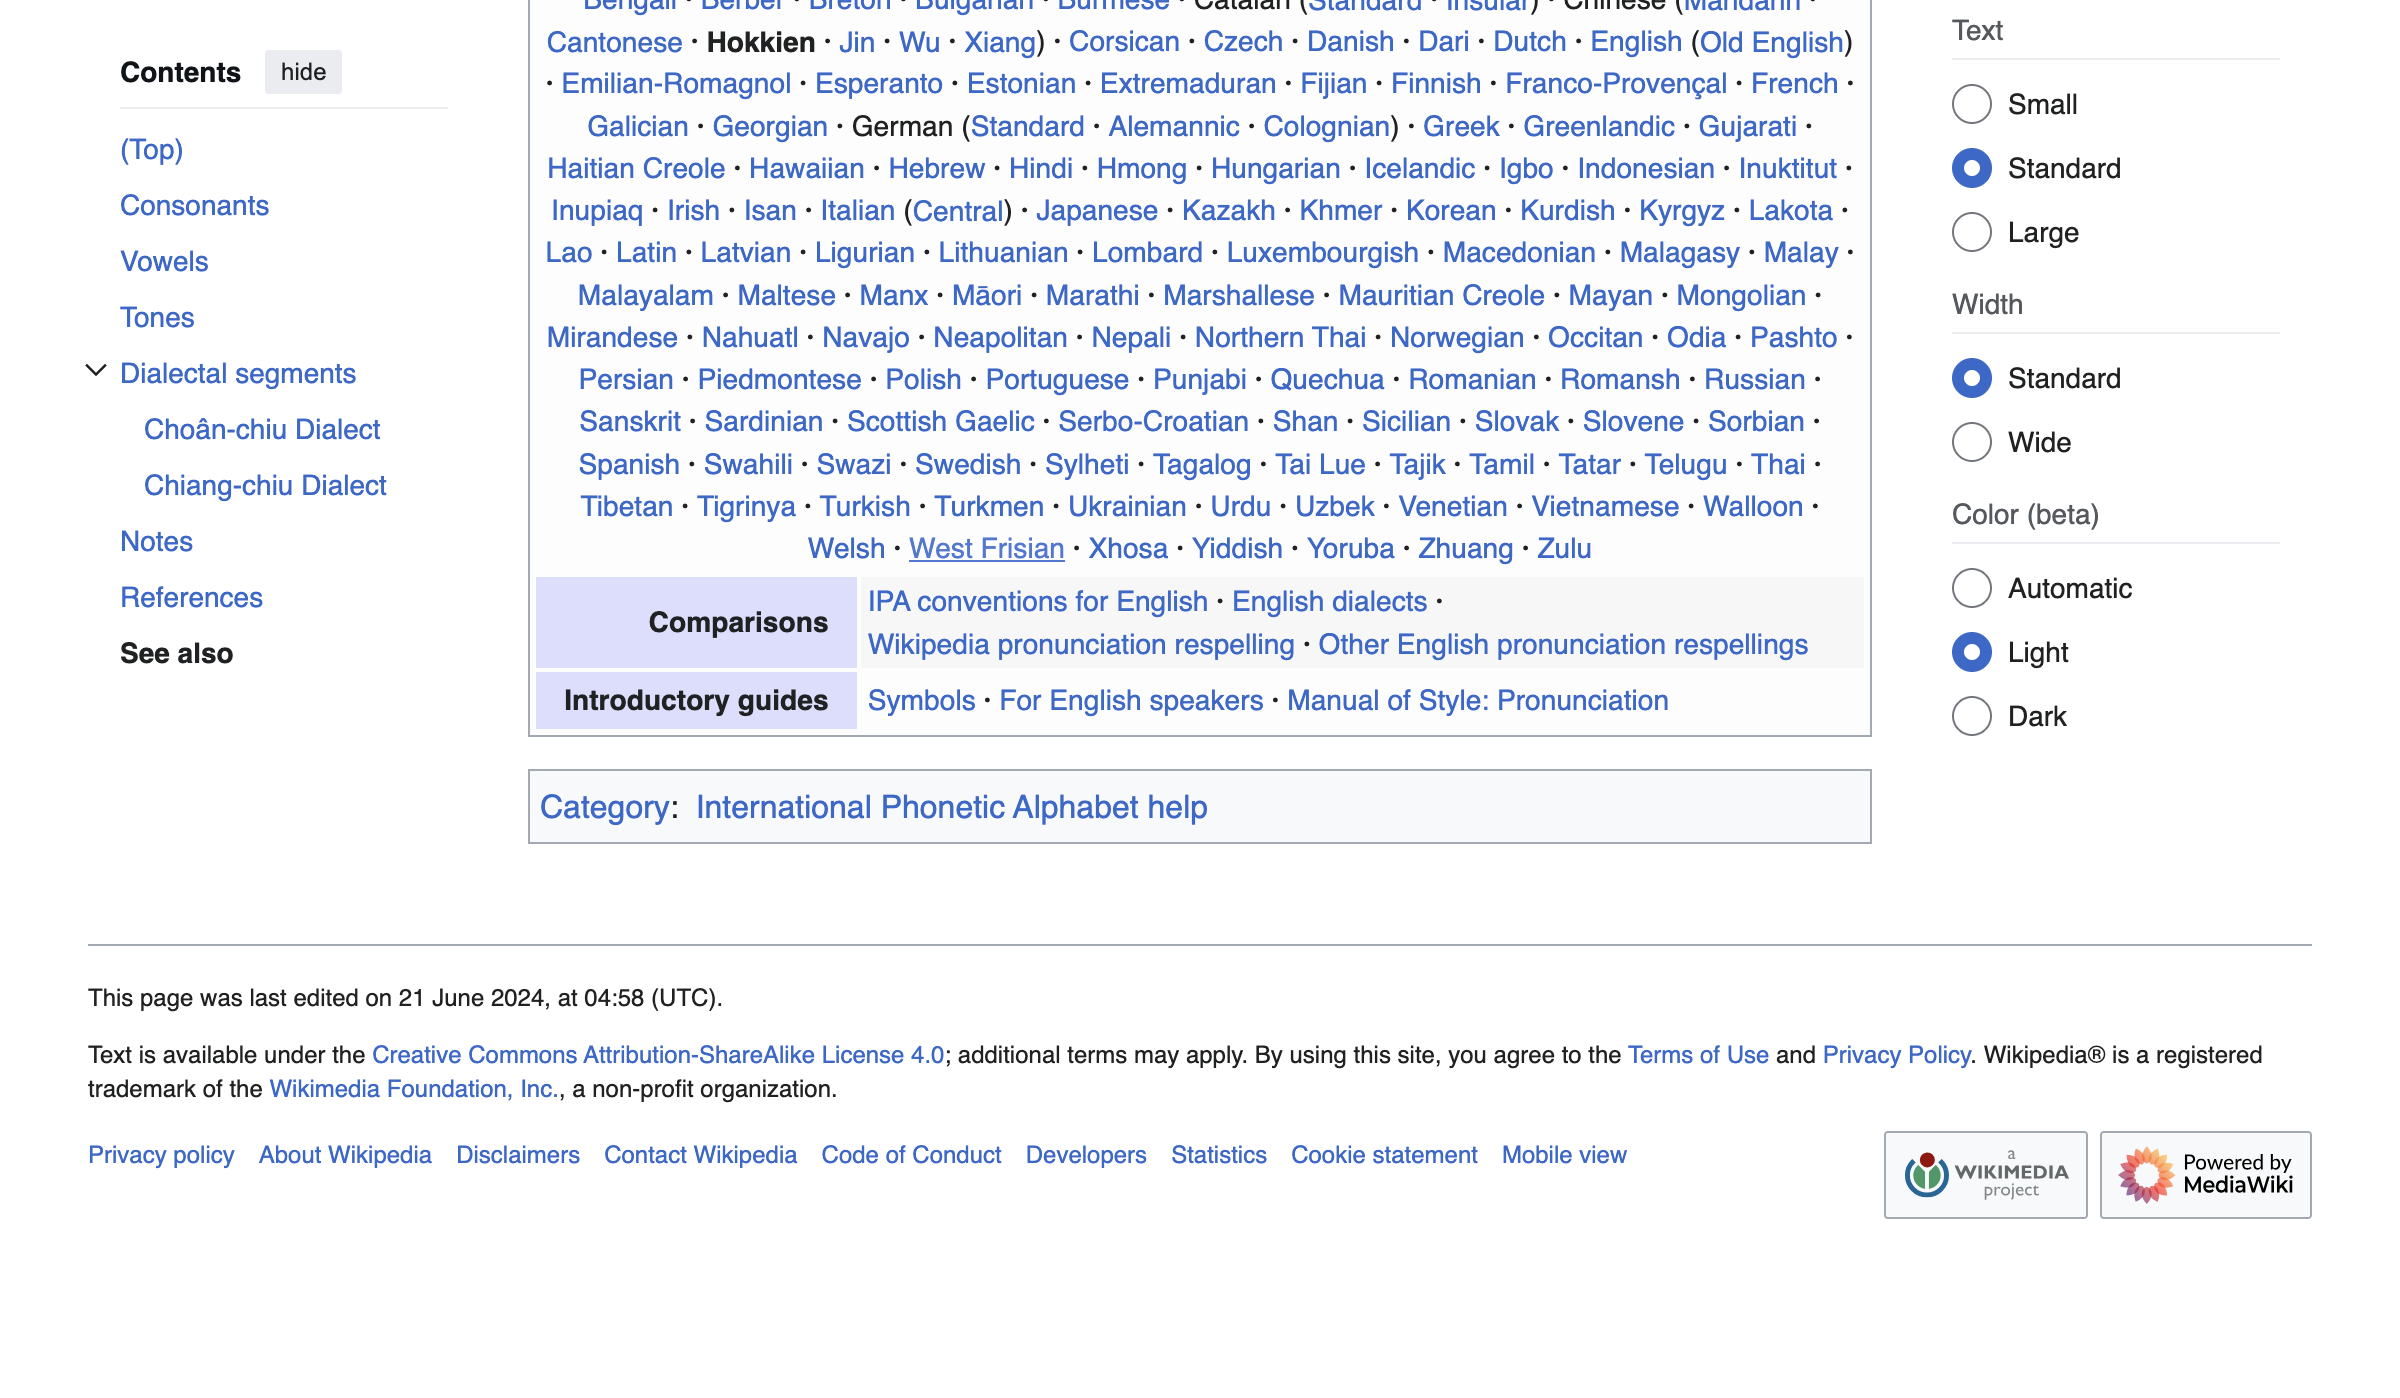 Contents hide
(Top)
Consonants
Vowels
Tones
Dialectal segments
Choân-chiu Dialect
Chiang-chiu Dialect
Notes
References
See also
Bengali · Berber · Breton · Bulgarian · Burmese · Catalan (Standard · Insular) · Chinese (Mandarin ·
Cantonese · Hokkien · Jin · Wu · Xiang) · Corsican · Czech · Danish · Dari · Dutch · English (Old English)
· Emilian-Romagnol · Esperanto · Estonian · Extremaduran · Fijian · Finnish · Franco-Provençal · French ·
Galician · Georgian · German (Standard · Alemannic · Colognian) · Greek · Greenlandic · Gujarati ·
Haitian Creole · Hawaiian · Hebrew · Hindi · Hmong · Hungarian · Icelandic · Igbo · Indonesian · Inuktitut ·
Inupiaq · Irish · Isan · Italian (Central) · Japanese · Kazakh · Khmer · Korean · Kurdish · Kyrgyz · Lakota ·
Lao · Latin · Latvian · Ligurian · Lithuanian · Lombard · Luxembourgish · Macedonian · Malagasy · Malay ·
Malayalam · Maltese · Manx · Māori · Marathi · Marshallese · Mauritian Creole · Mayan · Mongolian ·
Mirandese · Nahuatl · Navajo · Neapolitan · Nepali · Northern Thai · Norwegian · Occitan · Odia · Pashto ·
Persian · Piedmontese · Polish · Portuguese · Punjabi · Quechua · Romanian · Romansh · Russian ·
Sanskrit · Sardinian · Scottish Gaelic · Serbo-Croatian · Shan · Sicilian · Slovak · Slovene · Sorbian ·
Spanish · Swahili · Swazi · Swedish · Sylheti · Tagalog · Tai Lue · Tajik · Tamil · Tatar · Telugu · Thai ·
Tibetan · Tigrinya · Turkish · Turkmen · Ukrainian · Urdu · Uzbek · Venetian · Vietnamese · Walloon ·
Welsh · West Frisian · Xhosa · Yiddish · Yoruba · Zhuang · Zulu
Comparisons
IPA conventions for English · English dialects ·
Wikipedia pronunciation respelling · Other English pronunciation respellings
Introductory guides
Symbols · For English speakers · Manual of Style: Pronunciation
Category: International Phonetic Alphabet help
Text
Small
Standard
Large
Width
Standard
Wide
Color (beta)
Automatic
Light
Dark
This page was last edited on 21 June 2024, at 04:58 (UTC).
Text is available under the Creative Commons Attribution-ShareAlike License 4.0; additional terms may apply. By using this site, you agree to the Terms of Use and Privacy Policy. Wikipedia® is a registered
trademark of the Wikimedia Foundation, Inc., a non-profit organization.
Privacy policy About Wikipedia Disclaimers Contact Wikipedia Code of Conduct Developers Statistics Cookie statement Mobile view
a
WIKIMEDIA
project
Powered by
MediaWiki